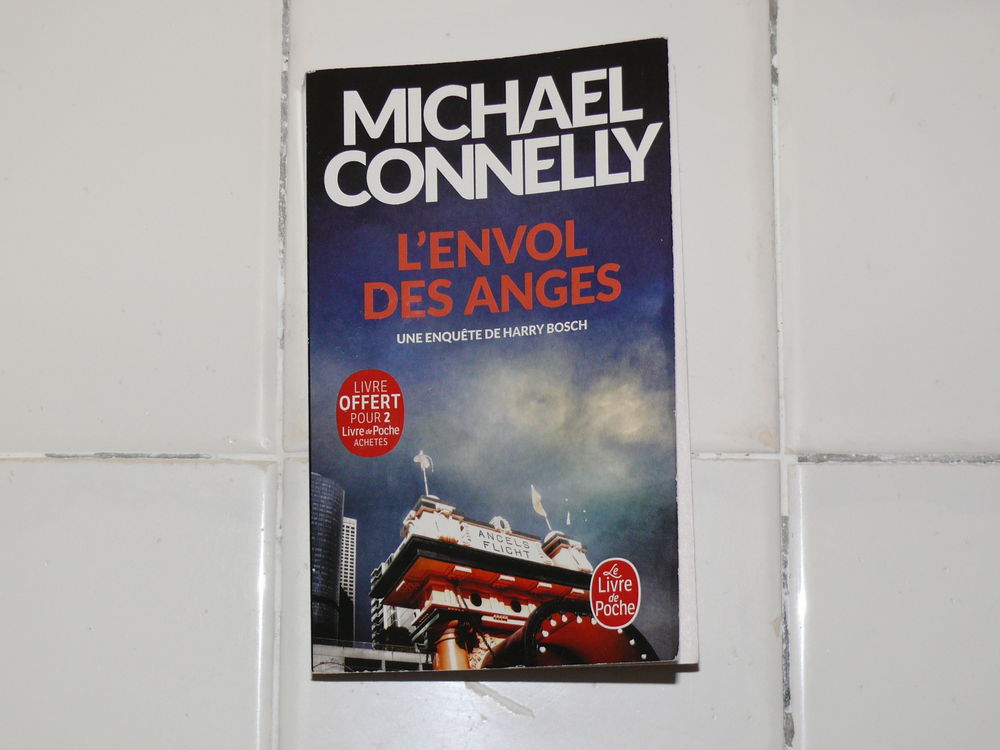 MICHAEL
CONNELLY
L'ENVOL
DES ANGES
UNE ENQUÊTE DE HARRY BOSCH
LIVRE
OFFERT
POUR 2
Livre de Poche
ACHETÉS
ANGELS
FLIGHT
Le
Livre
de
Poche